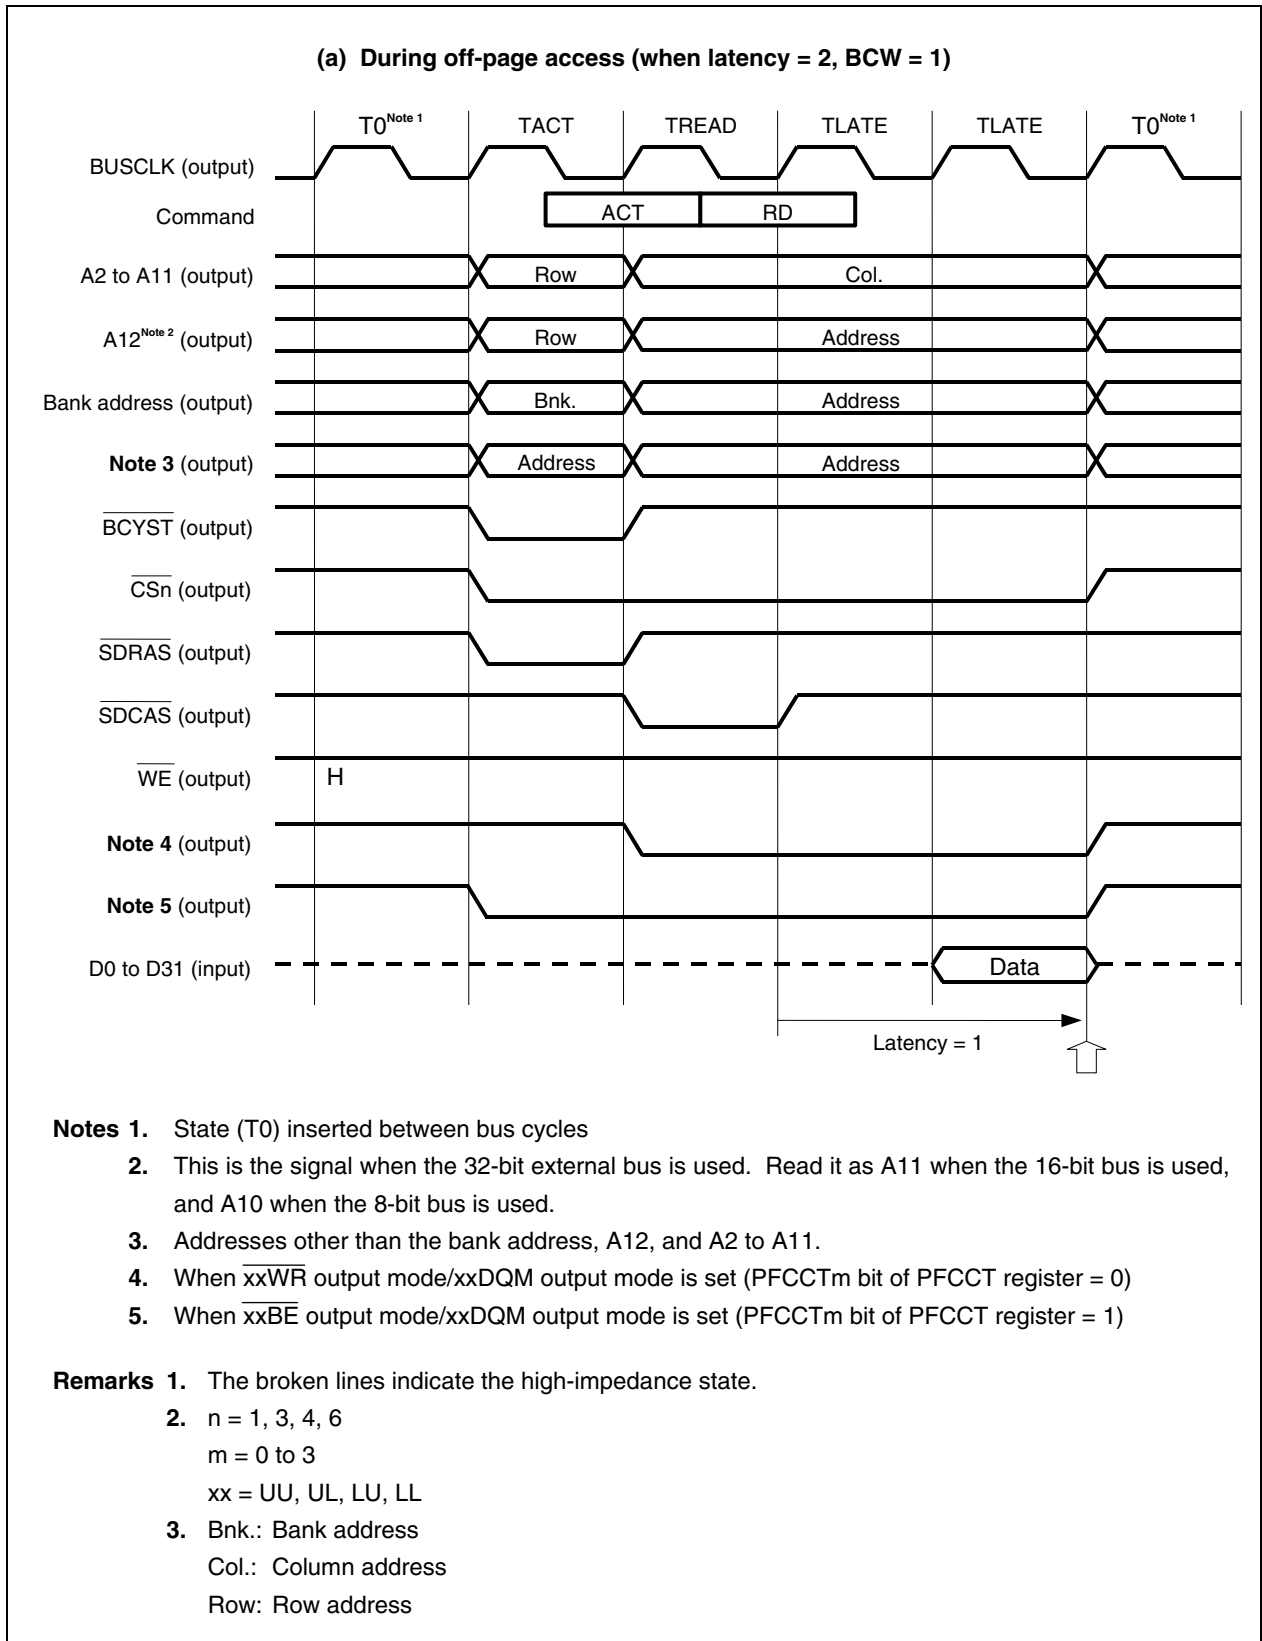 (a) During off-page access (when latency = 2, BCW = 1)
T0Note 1 TACT TREAD TLATE TLATE T0Note 1
BUSCLK (output)
Command ACT RD
A2 to A11 (output) Row Col.
A12Note 2 (output) Row Address
Bank address (output) Bnk. Address
Note 3 (output) Address Address
BCYST (output)
CSn (output)
SDRAS (output)
SDCAS (output)
WE (output) H
Note 4 (output)
Note 5 (output)
D0 to D31 (input) Data
Latency = 1
Notes 1. State (T0) inserted between bus cycles
2. This is the signal when the 32-bit external bus is used. Read it as A11 when the 16-bit bus is used,
and A10 when the 8-bit bus is used.
3. Addresses other than the bank address, A12, and A2 to A11.
4. When xxWR output mode/xxDQM output mode is set (PFCCTm bit of PFCCT register = 0)
5. When xxBE output mode/xxDQM output mode is set (PFCCTm bit of PFCCT register = 1)
Remarks 1. The broken lines indicate the high-impedance state.
2. n = 1, 3, 4, 6
m = 0 to 3
xx = UU, UL, LU, LL
3. Bnk.: Bank address
Col.: Column address
Row: Row address